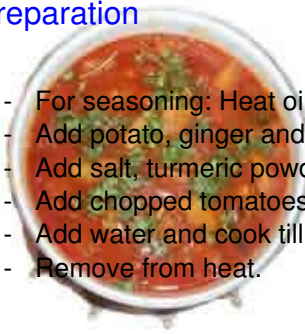 reparation
- For seasoning: Heat oi
- Add potato, ginger and
- Add salt, turmeric powd
- Add chopped tomatoes
- Add water and cook till
- Remove from heat.